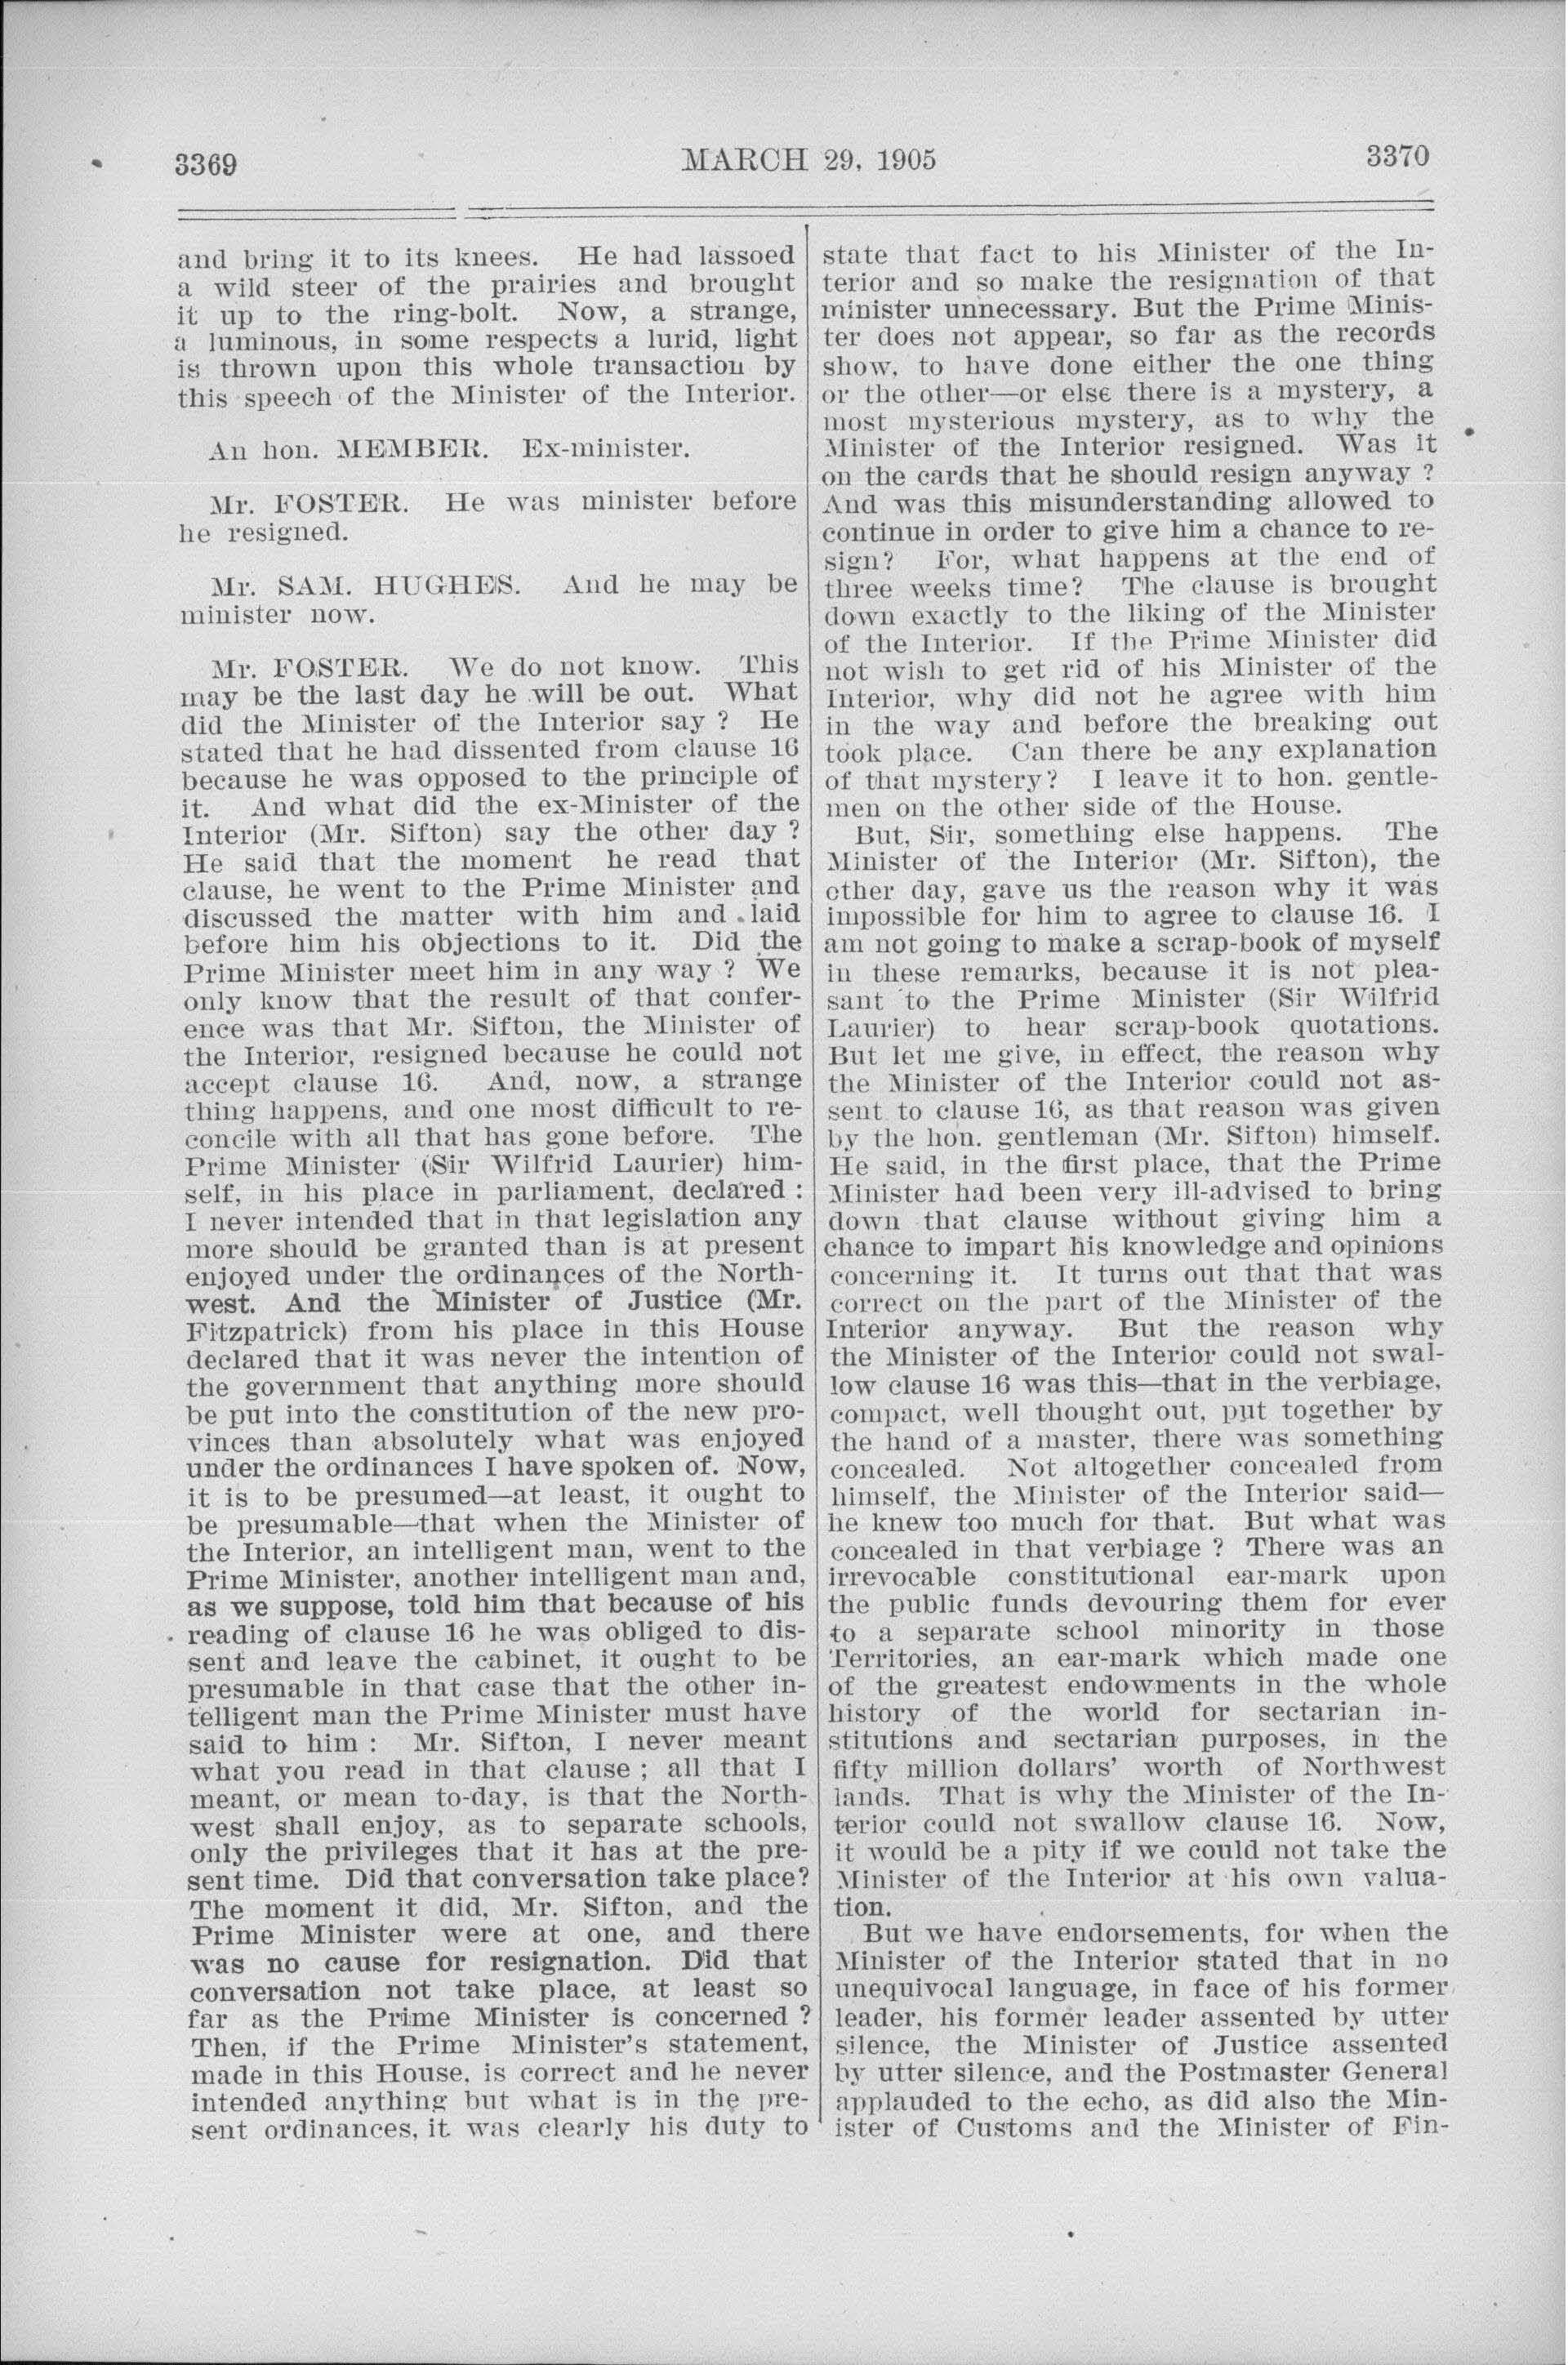 3369
MARCH 29, 1905
3370
and bring it to its knees. He had lassoed
a wild steer of the prairies and brought
it up to the ring-bolt. Now, a strange,
a luminous, in some respects a lurid, light
is thrown upon this whole transaction by
this speech of the Minister of the Interior.
An hon. MEMBER. Ex-minister.
Mr. FOSTER. He was minister before
he resigned.
Mr. SAM. HUGHES. And he may be
minister now.
Mr. FOSTER. We do not know. This
may be the last day he will be out. What
did the Minister of the Interior say ? He
stated that he had dissented from clause 16
because he was opposed to the principle of
it. And what did the ex-Minister of the
Interior (Mr. Sifton) say the other day ?
He said that the moment he read that
clause, he went to the Prime Minister and
discussed the matter with him and laid
before him his objections to it. Did the
Prime Minister meet him in any way ? We
only know that the result of that confer-
ence was that Mr. Sifton, the Minister of
the Interior, resigned because he could not
accept clause 16. And, now, a strange
thing happens, and one most difficult to re-
concile with all that has gone before. The
Prime Minister (Sir Wilfrid Laurier) him-
self, in his place in parliament, declared :
I never intended that in that legislation any
more should be granted than is at present
enjoyed under the ordinances of the North-
west. And the Minister of Justice (Mr.
Fitzpatrick) from his place in this House
declared that it was never the intention of
the government that anything more should
be put into the constitution of the new pro-
vinces than absolutely what was enjoyed
under the ordinances I have spoken of. Now,
it is to be presumed—at least, it ought to
be presumable—that when the Minister of
the Interior, an intelligent man, went to the
Prime Minister, another intelligent man and,
as we suppose, told him that because of his
reading of clause 16 he was obliged to dis-
sent and leave the cabinet, it ought to be
presumable in that case that the other in-
telligent man the Prime Minister must have
said to him : Mr. Sifton, I never meant
what you read in that clause ; all that I
meant, or mean to-day, is that the North-
west shall enjoy, as to separate schools,
only the privileges that it has at the pre-
sent time. Did that conversation take place?
The moment it did, Mr. Sifton, and the
Prime Minister were at one, and there
was no cause for resignation. Did that
conversation not take place, at least so
far as the Prime Minister is concerned ?
Then, if the Prime Minister's statement,
made in this House, is correct and he never
intended anything but what is in the pre-
sent ordinances, it was clearly his duty to
state that fact to his Minister of the In-
terior and so make the resignation of that
minister unnecessary. But the Prime Minis-
ter does not appear, so far as the records
show, to have done either the one thing
or the other—or else there is a mystery, a
most mysterious mystery, as to why the
Minister of the Interior resigned. Was it
on the cards that he should resign anyway ?
And was this misunderstanding allowed to
continue in order to give him a chance to re-
sign? For, what happens at the end of
three weeks time? The clause is brought
down exactly to the liking of the Minister
of the Interior. If the Prime Minister did
not wish to get rid of his Minister of the
Interior, why did not he agree with him
in the way and before the breaking out
took place. Can there be any explanation
of that mystery? I leave it to hon. gentle-
men on the other side of the House.
But, Sir, something else happens. The
Minister of the Interior (Mr. Sifton), the
other day, gave us the reason why it was
impossible for him to agree to clause 16. I
am not going to make a scrap-book of myself
in these remarks, because it is not plea-
sant to the Prime Minister (Sir Wilfrid
Laurier) to hear scrap-book quotations.
But let me give, in effect, the reason why
the Minister of the Interior could not as-
sent to clause 16, as that reason was given
by the hon. gentleman (Mr. Sifton) himself.
He said, in the first place, that the Prime
Minister had been very ill-advised to bring
down that clause without giving him a
chance to impart his knowledge and opinions
concerning it. It turns out that that was
correct on the part of the Minister of the
Interior anyway. But the reason why
the Minister of the Interior could not swal-
low clause 16 was this—that in the verbiage,
compact, well thought out, put together by
the hand of a master, there was something
concealed. Not altogether concealed from
himself, the Minister of the Interior said—
he knew too much for that. But what was
concealed in that verbiage ? There was an
irrevocable constitutional ear-mark upon
the public funds devouring them for ever
to a separate school minority in those
Territories, an ear-mark which made one
of the greatest endowments in the whole
history of the world for sectarian in-
stitutions and sectarian purposes, in the
fifty million dollars' worth of Northwest
lands. That is why the Minister of the In-
terior could not swallow clause 16. Now,
it would be a pity if we could not take the
Minister of the Interior at his own valua-
tion.
But we have endorsements, for when the
Minister of the Interior stated that in no
unequivocal language, in face of his former
leader, his former leader assented by utter
silence, the Minister of Justice assented
by utter silence, and the Postmaster General
applauded to the echo, as did also the Min-
ister of Customs and the Minister of Fin-